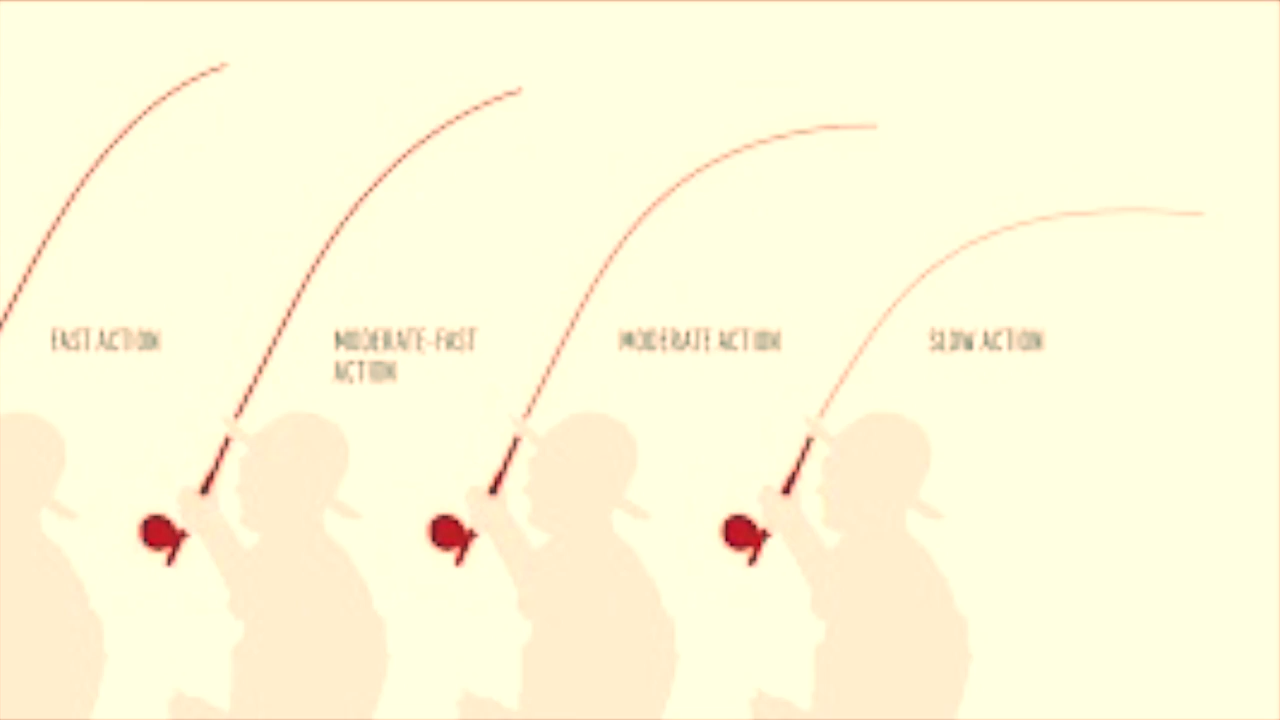 FAST ACTION
MODERATE-FAST
ACTION
MODERATE ACTION
SLOW ACTION